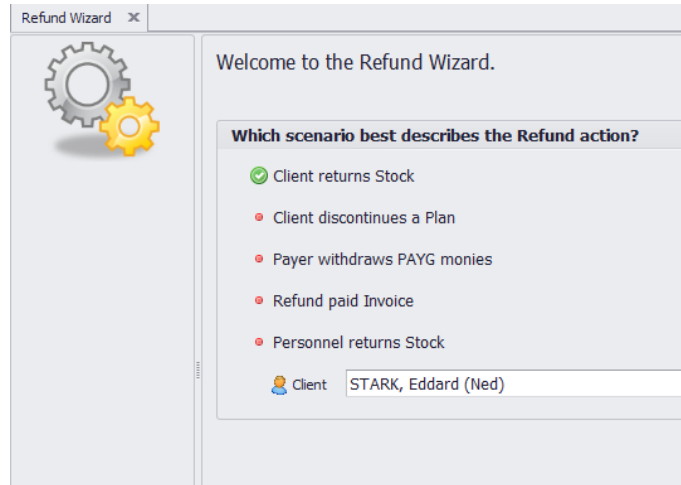 Refund Wizard
Welcome to the Refund Wizard.
Which scenario best describes the Refund action?
Client returns Stock
Client discontinues a Plan
Payer withdraws PAYG monies
Refund paid Invoice
Personnel returns Stock
Client STARK, Eddard (Ned)